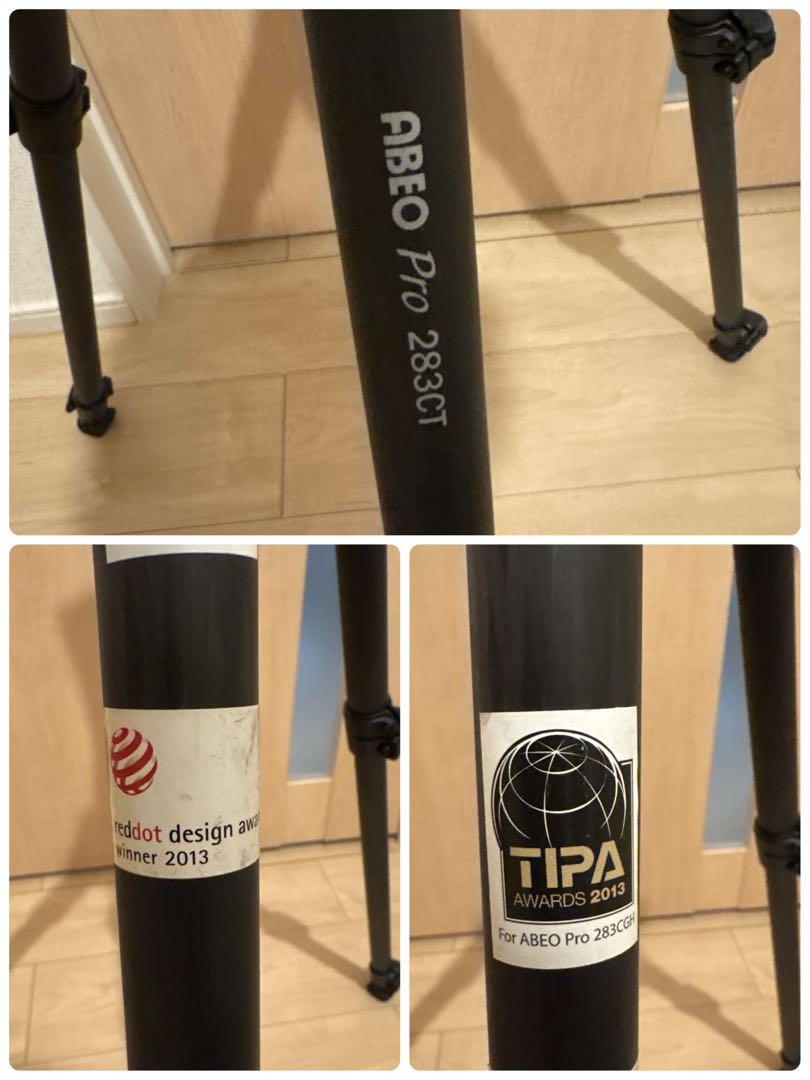 ABEO Pro 283CT
reddot design awa
winner 2013
TIPA
AWARDS 2013
For ABEO Pro 283CGH